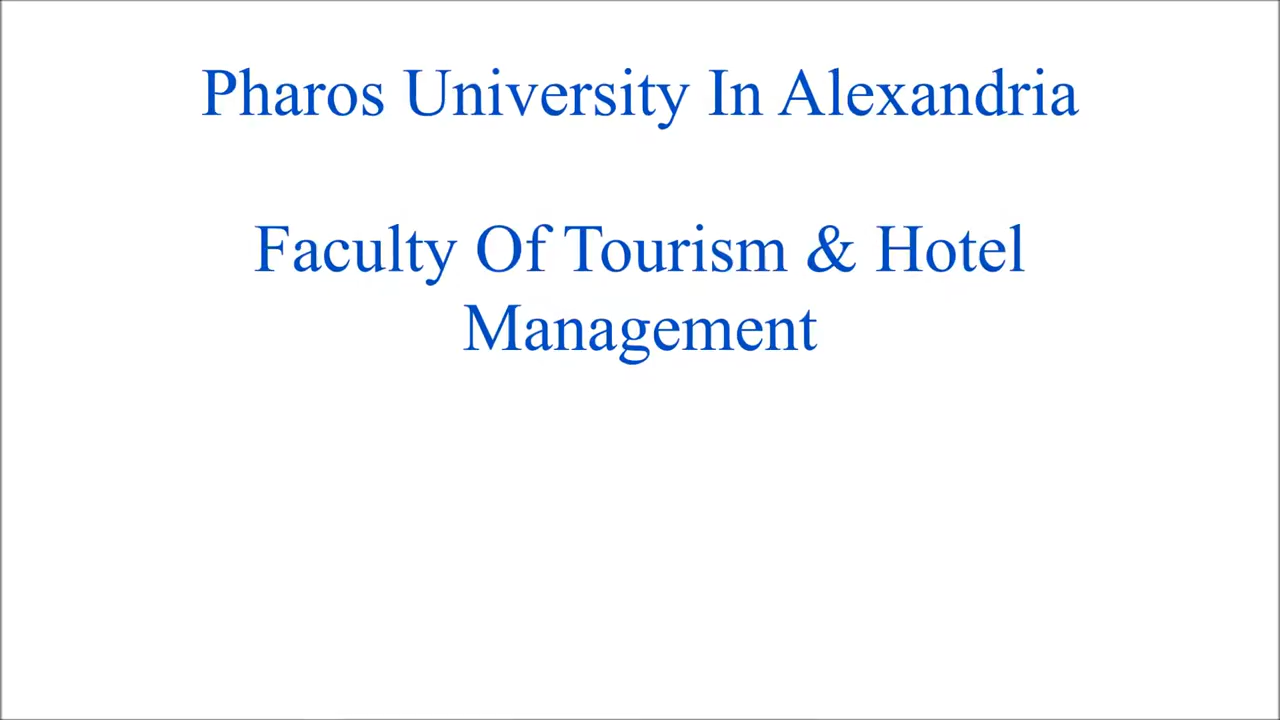 Pharos University In Alexandria
Faculty Of Tourism & Hotel
Management